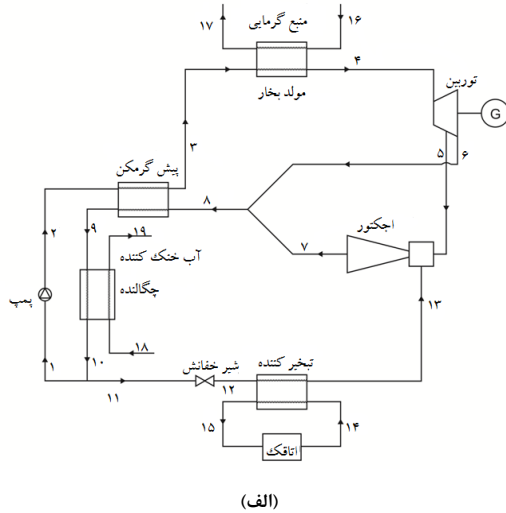 منبع گرمایی
۱۷
۱۶
مولد بخار
۴
توربین
G
۳
۵
۶
پیش گرمکن
۸
۲
۹
۱۹
آب خنک کننده
چگالنده
اجکتور
۷
پمپ
۱۳
۱۸
۱
۱۰
۱۱
شیر خفانش
۱۲
تبخیر کننده
۱۵
۱۴
اتاقک
(الف)